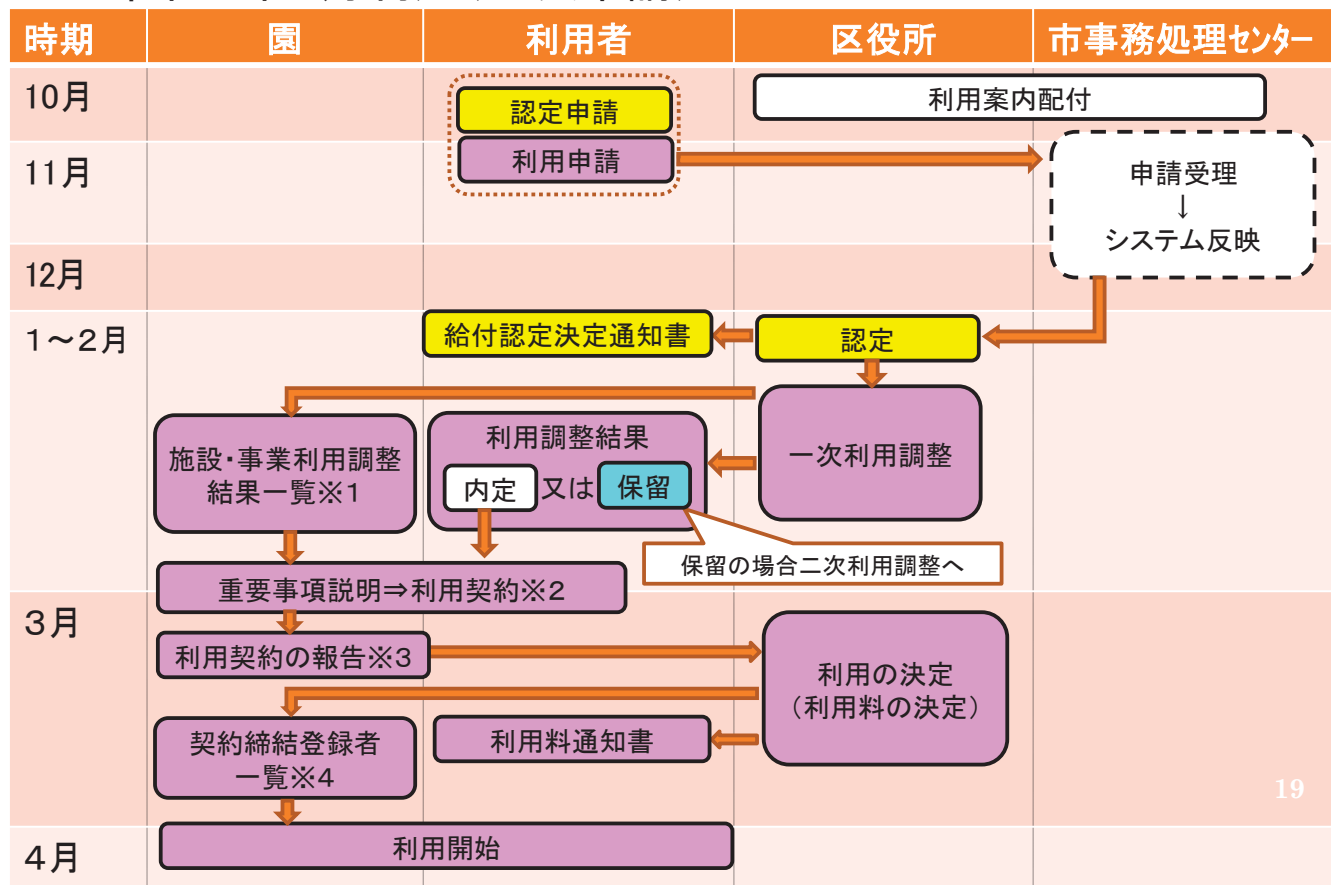 時期 園 利用者 区役所 市事務処理センター
10月
認定申請
利用案内配付
利用申請
11月
申請受理
↓
システム反映
12月
1～2月
給付認定決定通知書
認定
施設・事業利用調整
結果一覧※1
利用調整結果
内定 又は 保留
一次利用調整
保留の場合二次利用調整へ
重要事項説明⇒利用契約※2
3月
利用契約の報告※3
利用の決定
（利用料の決定）
契約締結登録者
一覧※4
利用料通知書
19
4月
利用開始